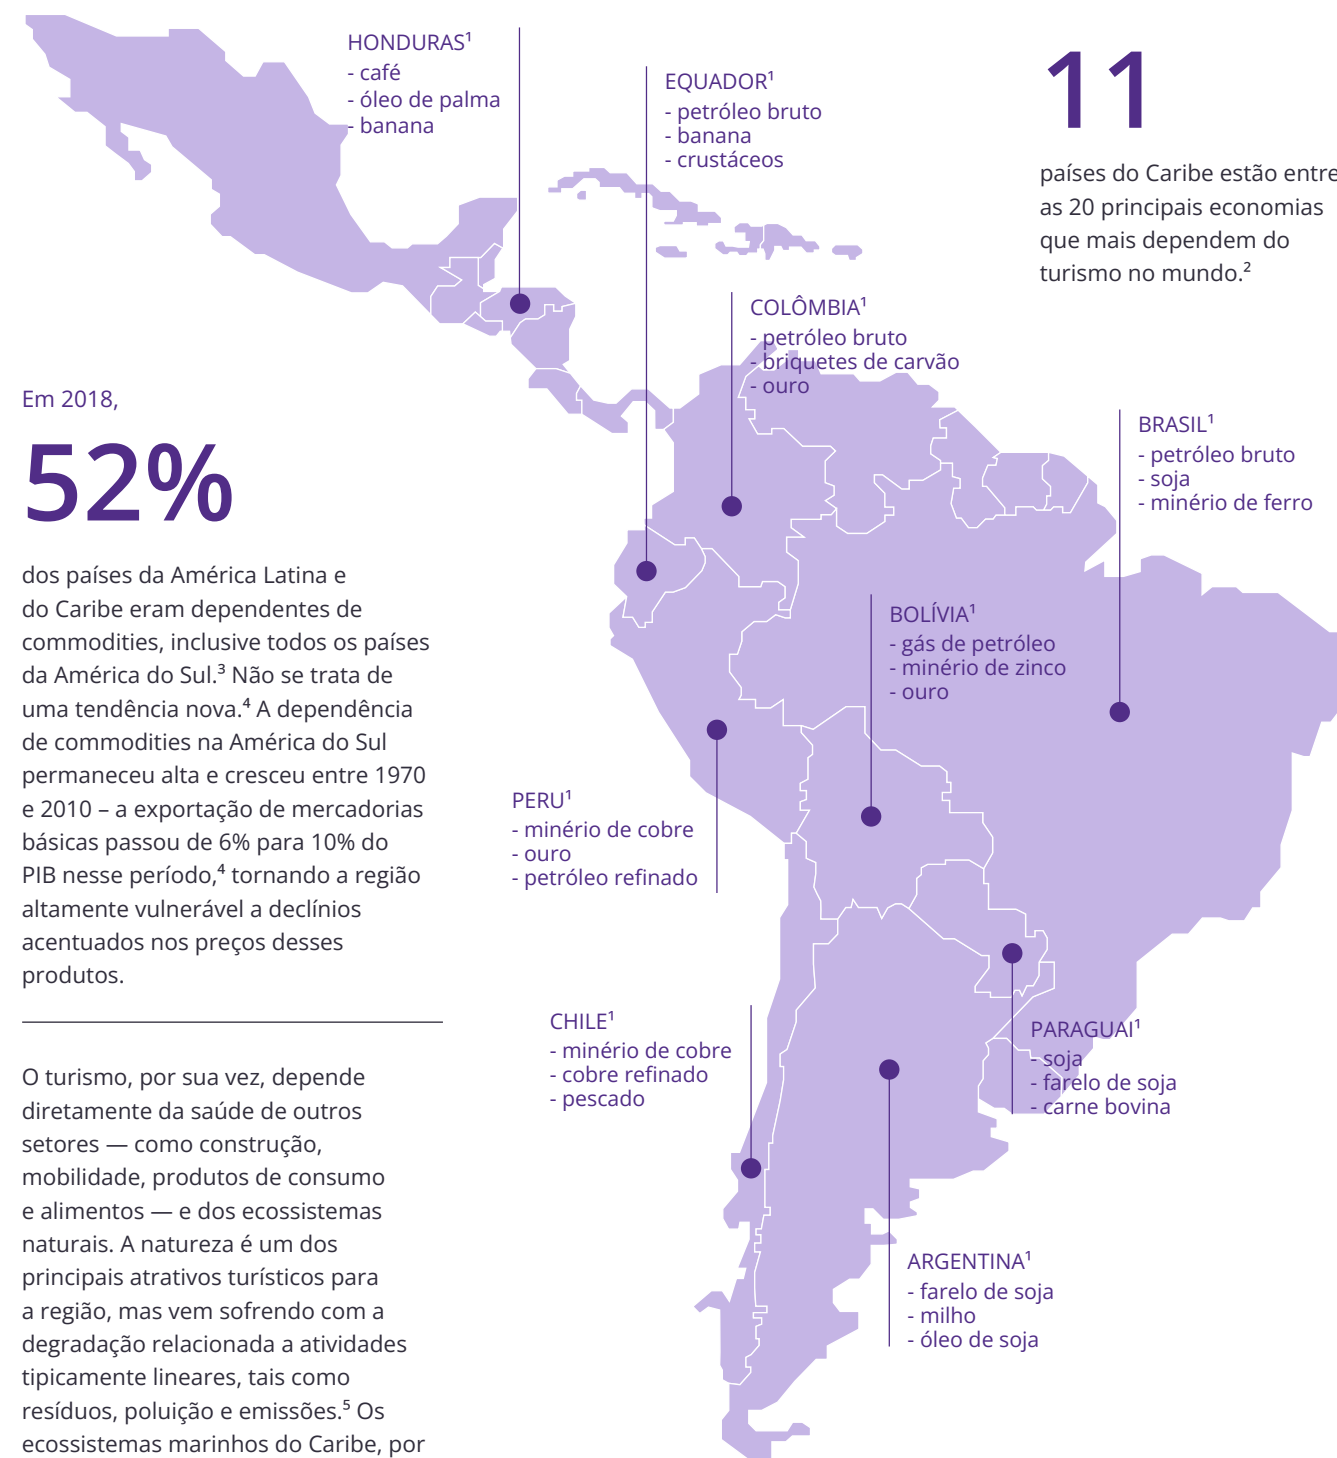 HONDURAS¹
- café
- óleo de palma
- banana
EQUADOR¹
- petróleo bruto
- banana
- crustáceos
11
países do Caribe estão entre
as 20 principais economias
que mais dependem do
turismo no mundo.²
COLÔMBIA¹
- petróleo bruto
- briquetes de carvão
- ouro
BRASIL¹
- petróleo bruto
- soja
- minério de ferro
Em 2018,
52%
dos países da América Latina e
do Caribe eram dependentes de
commodities, inclusive todos os países
da América do Sul.³ Não se trata de
uma tendência nova.⁴ A dependência
de commodities na América do Sul
permaneceu alta e cresceu entre 1970
e 2010 – a exportação de mercadorias
básicas passou de 6% para 10% do
PIB nesse período,⁴ tornando a região
altamente vulnerável a declínios
acentuados nos preços desses
produtos.
BOLÍVIA¹
- gás de petróleo
- minério de zinco
- ouro
PERU¹
- minério de cobre
- ouro
- petróleo refinado
CHILE¹
- minério de cobre
- cobre refinado
- pescado
PARAGUAI¹
- soja
- farelo de soja
- carne bovina
ARGENTINA¹
- farelo de soja
- milho
- óleo de soja
O turismo, por sua vez, depende
diretamente da saúde de outros
setores — como construção,
mobilidade, produtos de consumo
e alimentos — e dos ecossistemas
naturais. A natureza é um dos
principais atrativos turísticos para
a região, mas vem sofrendo com a
degradação relacionada a atividades
tipicamente lineares, tais como
resíduos, poluição e emissões.⁵ Os
ecossistemas marinhos do Caribe, por